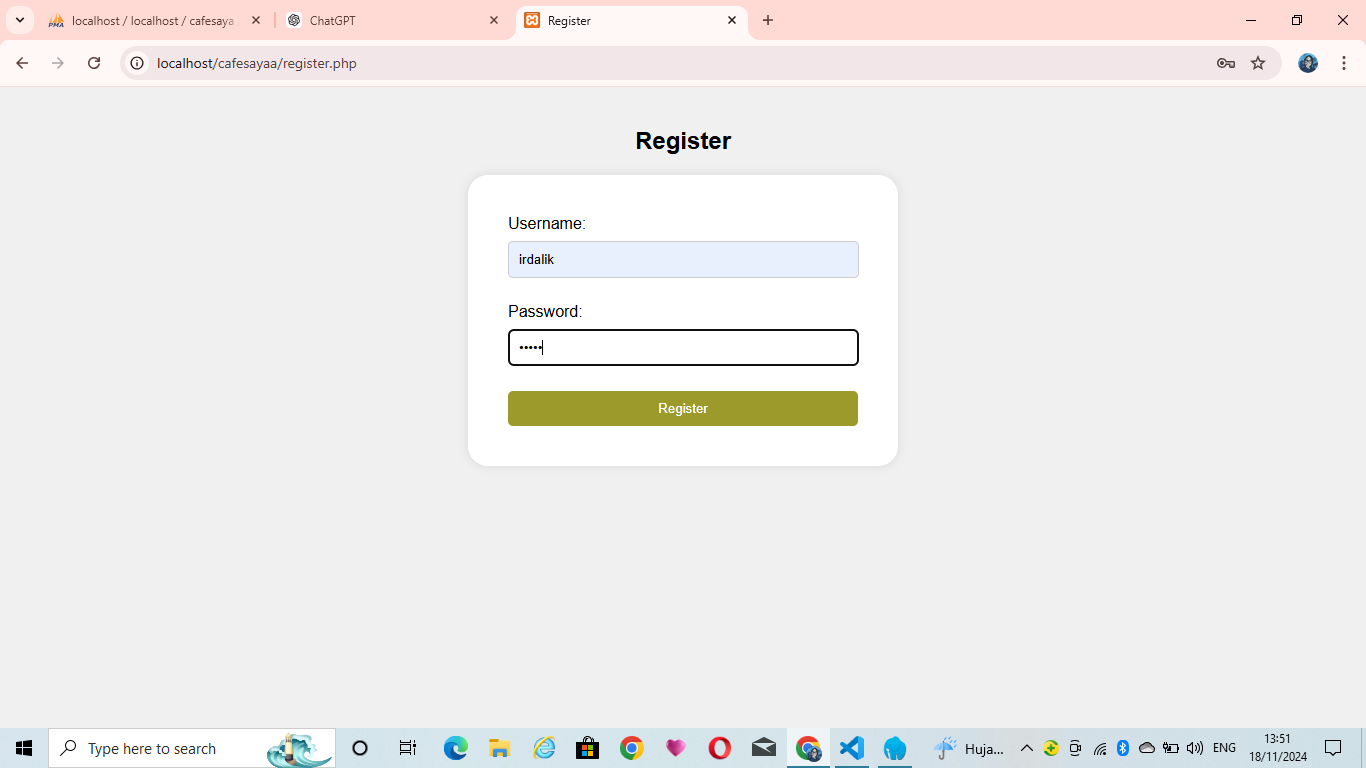 PMA localhost / localhost / cafesaya
ChatGPT
Register
localhost/cafesayaa/register.php
Register
Username:
irdalik
Password:
•••••
Register
Type here to search
Huja...
ENG
13:51
18/11/2024